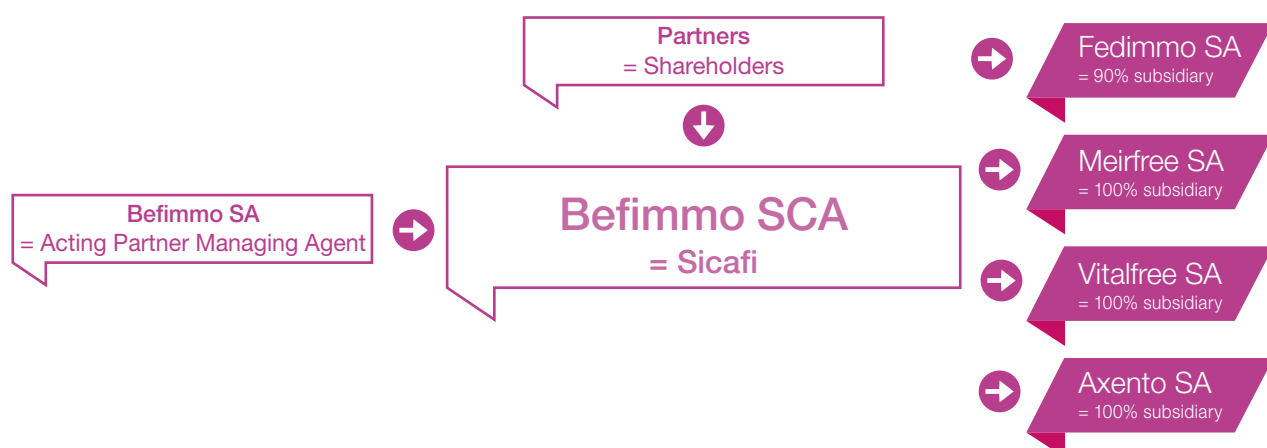 Partners
= Shareholders
Befimmo SA
= Acting Partner Managing Agent
Befimmo SCA
= Sicafi
Fedimmo SA
= 90% subsidiary
Meirfree SA
= 100% subsidiary
Vitalfree SA
= 100% subsidiary
Axento SA
= 100% subsidiary